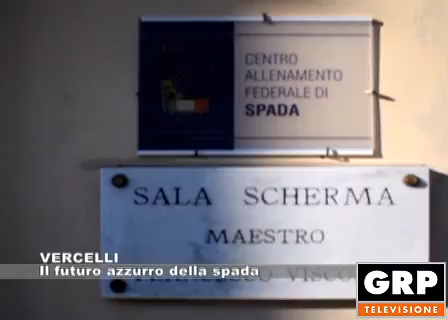 CENTRO
ALLENAMENTO
FEDERALE DI
SPADA
SALA SCHERMA
MAESTRO
VERCELLI
Il futuro azzurro della spada
GRP
TELEVISIONE